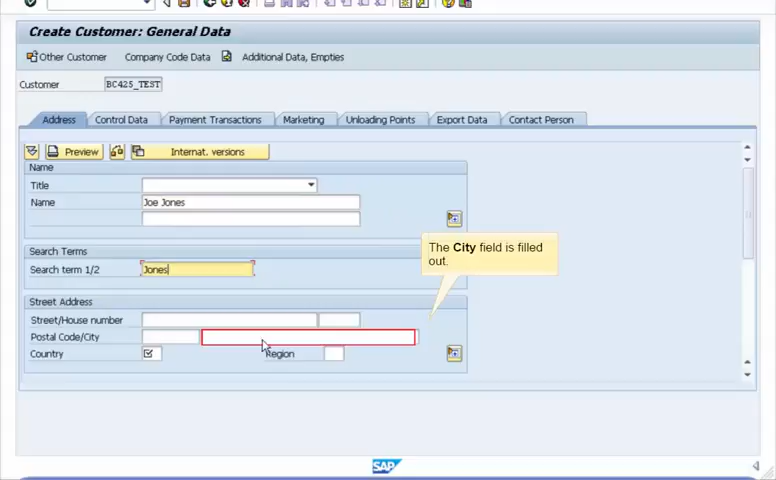 Create Customer: General Data
Other Customer Company Code Data Additional Data, Empties
Customer BC425_TEST
Address Control Data Payment Transactions Marketing Unloading Points Export Data Contact Person
Preview Internat. versions
Name
Title
Name Joe Jones
Search Terms
Search term 1/2 Jones
The City field is filled
out.
Street Address
Street/House number
Postal Code/City
Country Region
SAP